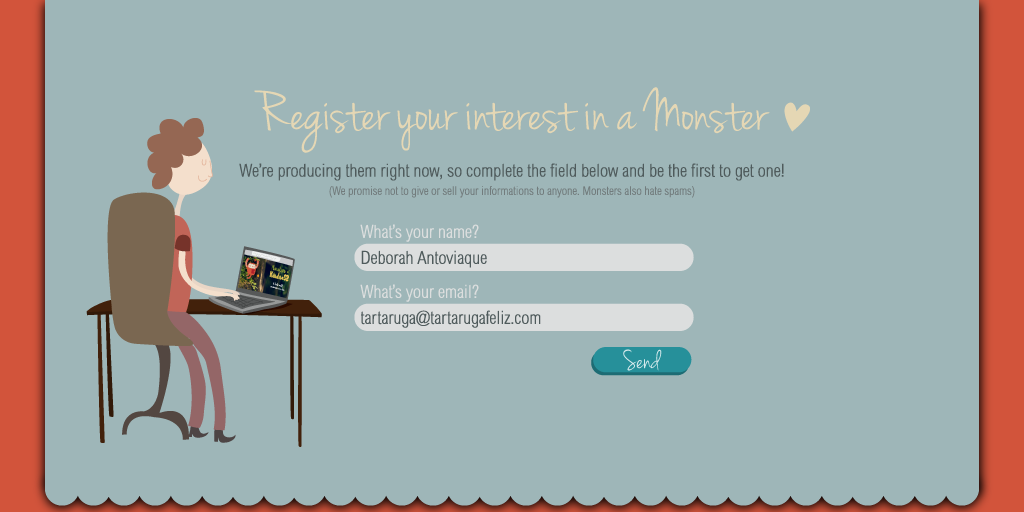 Register your interest in a Monster
We're producing them right now, so complete the field below and be the first to get one!
(We promise not to give or sell your informations to anyone. Monsters also hate spams)
What's your name?
Deborah Antoviaque
What's your email?
tartaruga@tartarugafeliz.com
Send